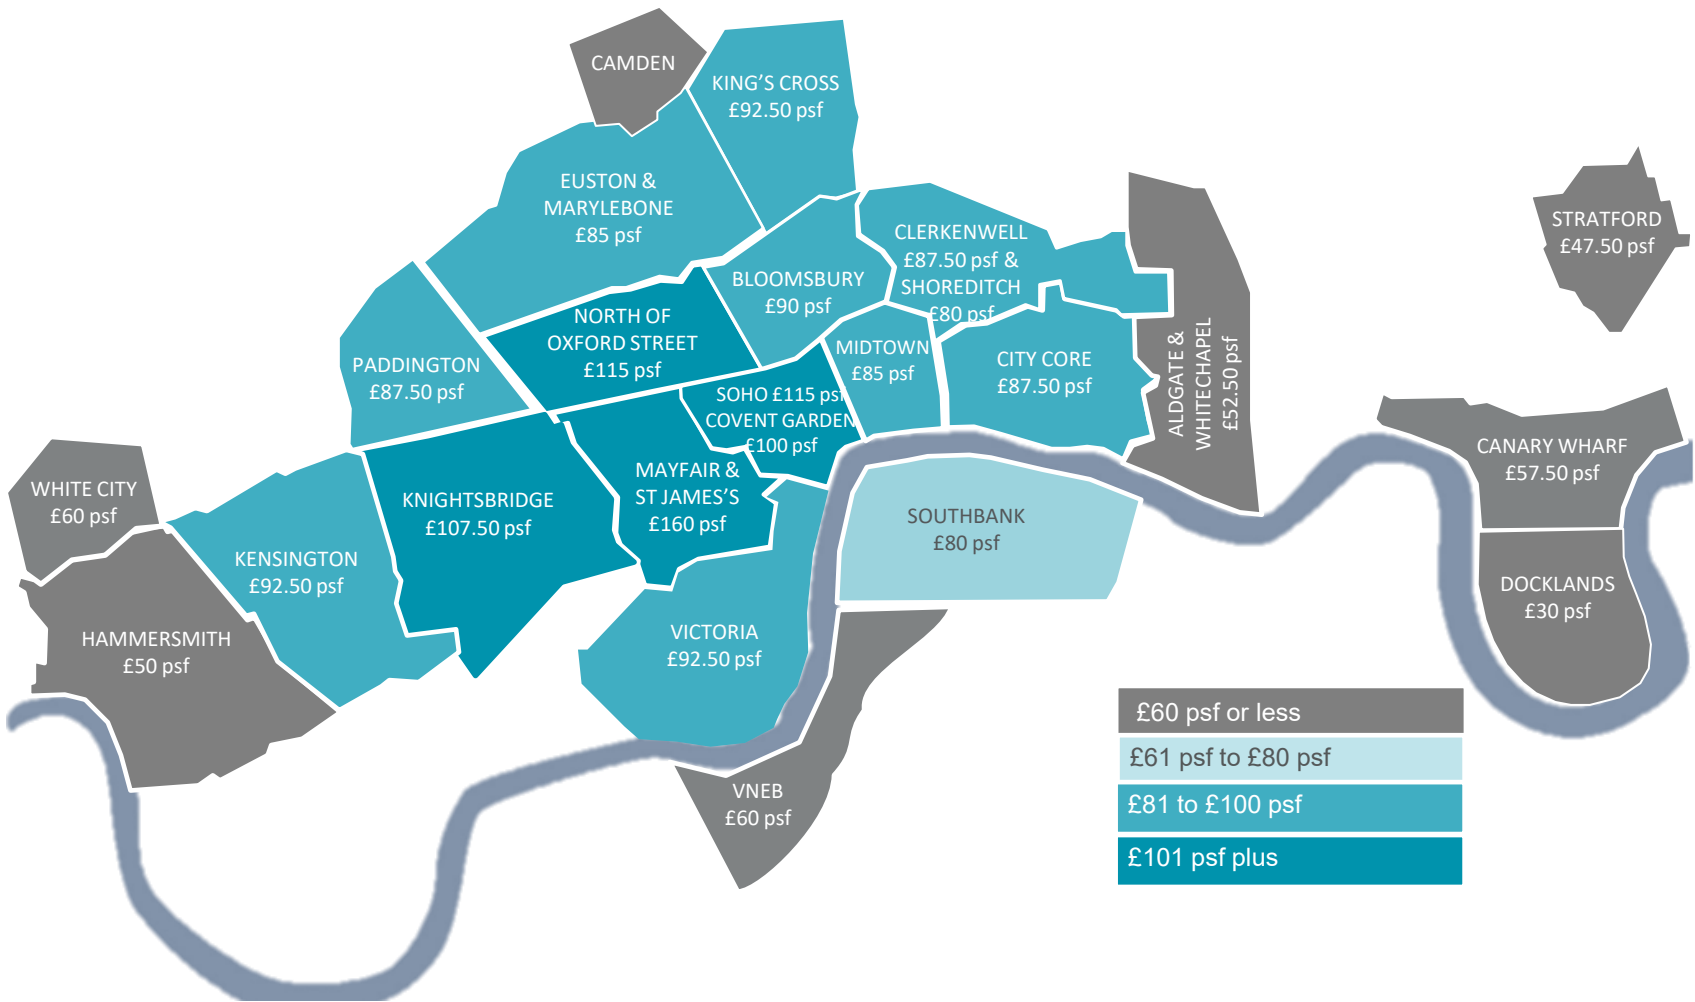 CAMDEN
KING'S CROSS
£92.50 psf
EUSTON &
MARYLEBONE
£85 psf
STRATFORD
£47.50 psf
CLERKENWELL
£87.50 psf &
SHOREDITCH
£80 psf
BLOOMSBURY
£90 psf
NORTH OF
OXFORD STREET
£115 psf
PADDINGTON
£87.50 psf
MIDTOWN
£85 psf
CITY CORE
£87.50 psf
ALDGATE &
WHITECHAPEL
£52.50 psf
SOHO £115 psf
COVENT GARDEN
£100 psf
CANARY WHARF
£57.50 psf
MAYFAIR &
ST JAMES'S
£160 psf
KNIGHTSBRIDGE
£107.50 psf
WHITE CITY
£60 psf
SOUTHBANK
£80 psf
KENSINGTON
£92.50 psf
DOCKLANDS
£30 psf
HAMMERSMITH
£50 psf
VICTORIA
£92.50 psf
VNEB
£60 psf
£60 psf or less
£61 psf to £80 psf
£81 to £100 psf
£101 psf plus